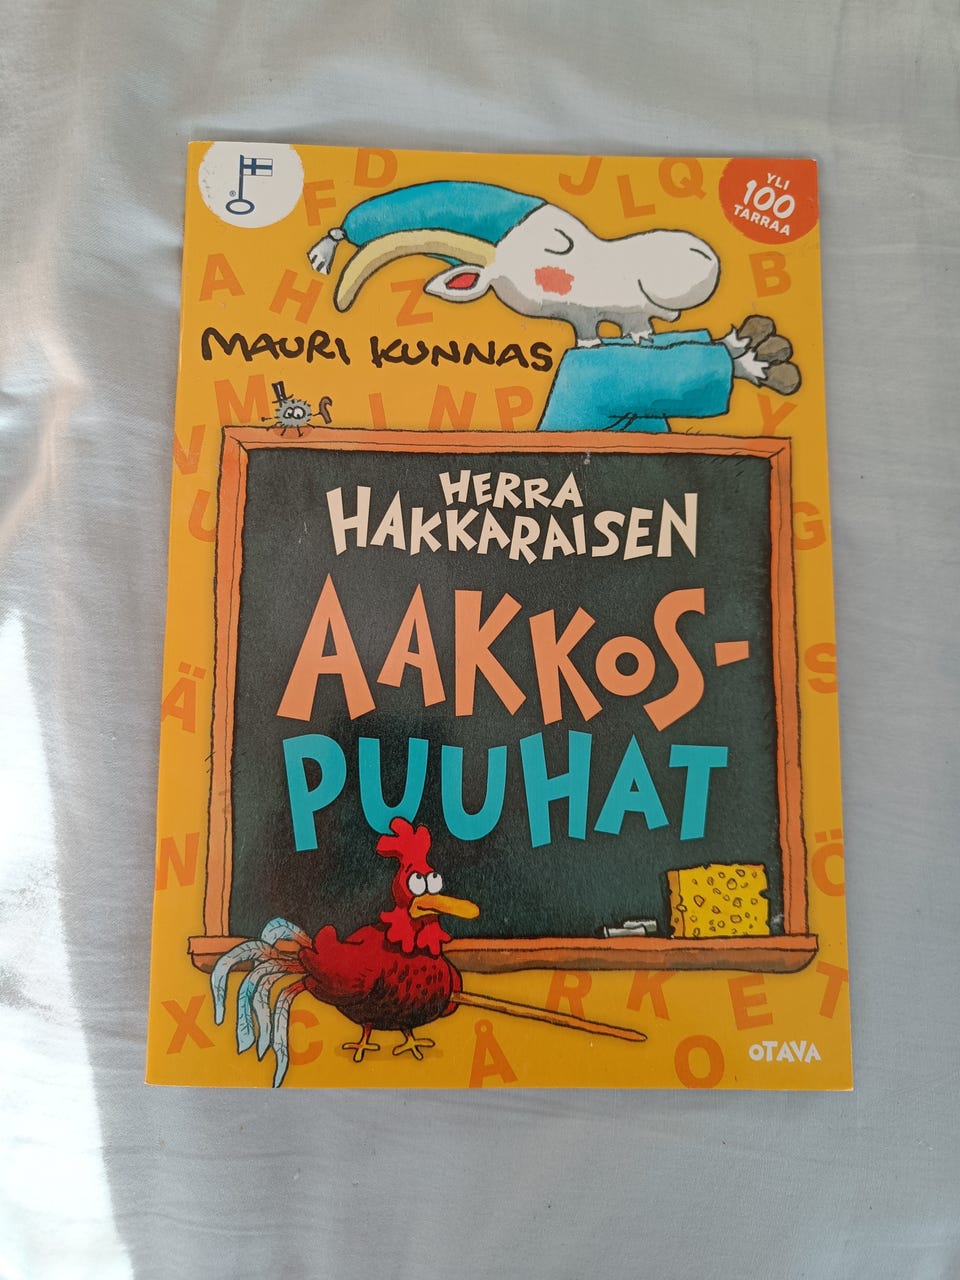 YLI
100
TARRAA
D
J
Q
F
L
A
H
Z
B
MAURI KUNNAS
M
I
N
P
Y
V
U
G
HERRA
HAKKARAISEN
AAKKOS-
PUUHAT
Ä
S
W
Ö
X
C
Å
R
K
E
T
O
OTAVA
®